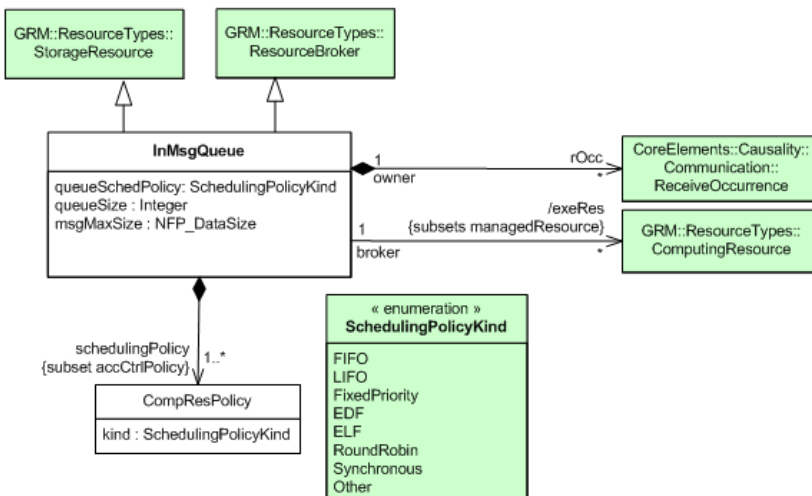 GRM::ResourceTypes::
StorageResource
GRM::ResourceTypes::
ResourceBroker
InMsgQueue
queueSchedPolicy: SchedulingPolicyKind
queueSize : Integer
msgMaxSize : NFP_DataSize
1
owner
rOcc
*
CoreElements::Causality::
Communication::
ReceiveOccurrence
1
broker
/exeRes
{subsets managedResource}
*
GRM::ResourceTypes::
ComputingResource
schedulingPolicy
{subset accCtrlPolicy}
1..*
CompResPolicy
kind : SchedulingPolicyKind
« enumeration »
SchedulingPolicyKind
FIFO
LIFO
FixedPriority
EDF
ELF
RoundRobin
Synchronous
Other